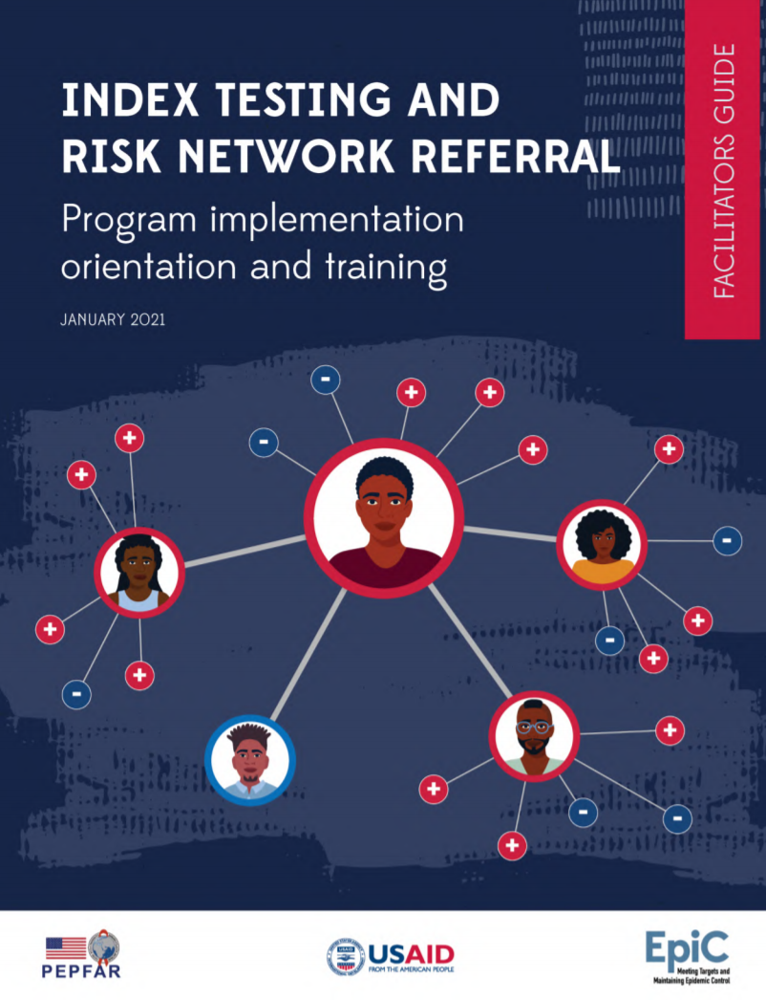 INDEX TESTING AND
RISK NETWORK REFERRAL
Program implementation
orientation and training
JANUARY 2021
FACILITATORS GUIDE
PEPFAR
USAID
FROM THE AMERICAN PEOPLE
EpiC
Meeting Targets and
Maintaining Epidemic Control